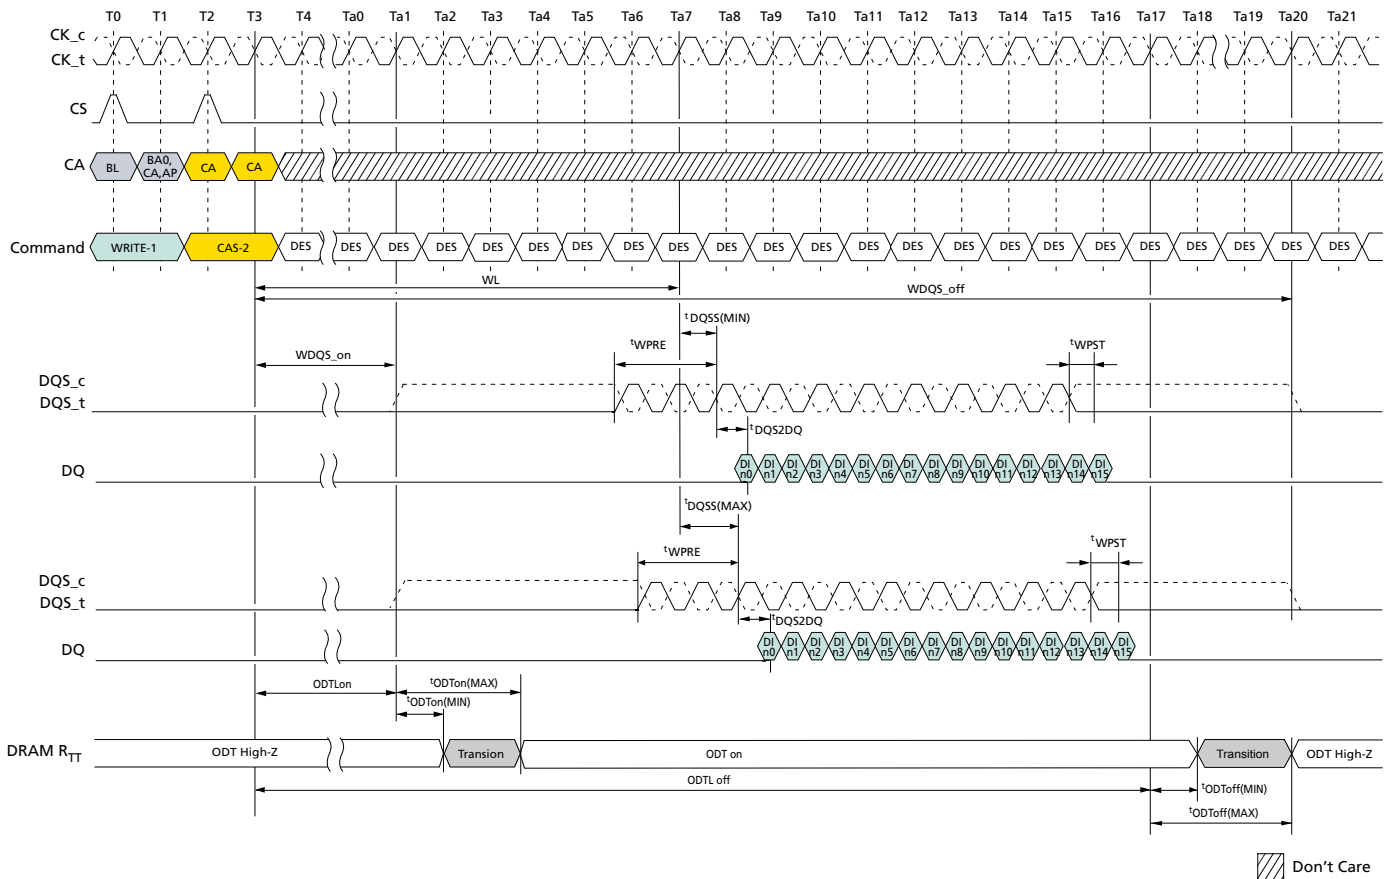 T0 T1 T2 T3 T4 Ta0 Ta1 Ta2 Ta3 Ta4 Ta5 Ta6 Ta7 Ta8 Ta9 Ta10 Ta11 Ta12 Ta13 Ta14 Ta15 Ta16 Ta17 Ta18 Ta19 Ta20 Ta21
CK_c
CK_t
CS
CA BL BA0, CA,AP CA CA
Command WRITE-1 CAS-2 DES DES DES DES DES DES DES DES DES DES DES DES DES DES DES DES DES DES DES DES DES DES DES
WL
WDQS_off
tDQSS(MIN)
WDQS_on tWPRE tWPST
DQS_c
DQS_t
tDQS2DQ
DQ DI n0 DI n1 DI n2 DI n3 DI n4 DI n5 DI n6 DI n7 DI n8 DI n9 DI n10 DI n11 DI n12 DI n13 DI n14 DI n15
tDQSS(MAX)
tWPRE tWPST
DQS_c
DQS_t
tDQS2DQ
DQ DI n0 DI n1 DI n2 DI n3 DI n4 DI n5 DI n6 DI n7 DI n8 DI n9 DI n10 DI n11 DI n12 DI n13 DI n14 DI n15
ODTLon tODTon(MAX)
tODTon(MIN)
DRAM RTT ODT High-Z Transion ODT on Transition ODT High-Z
ODTL off tODToff(MIN)
tODToff(MAX)
Don't Care